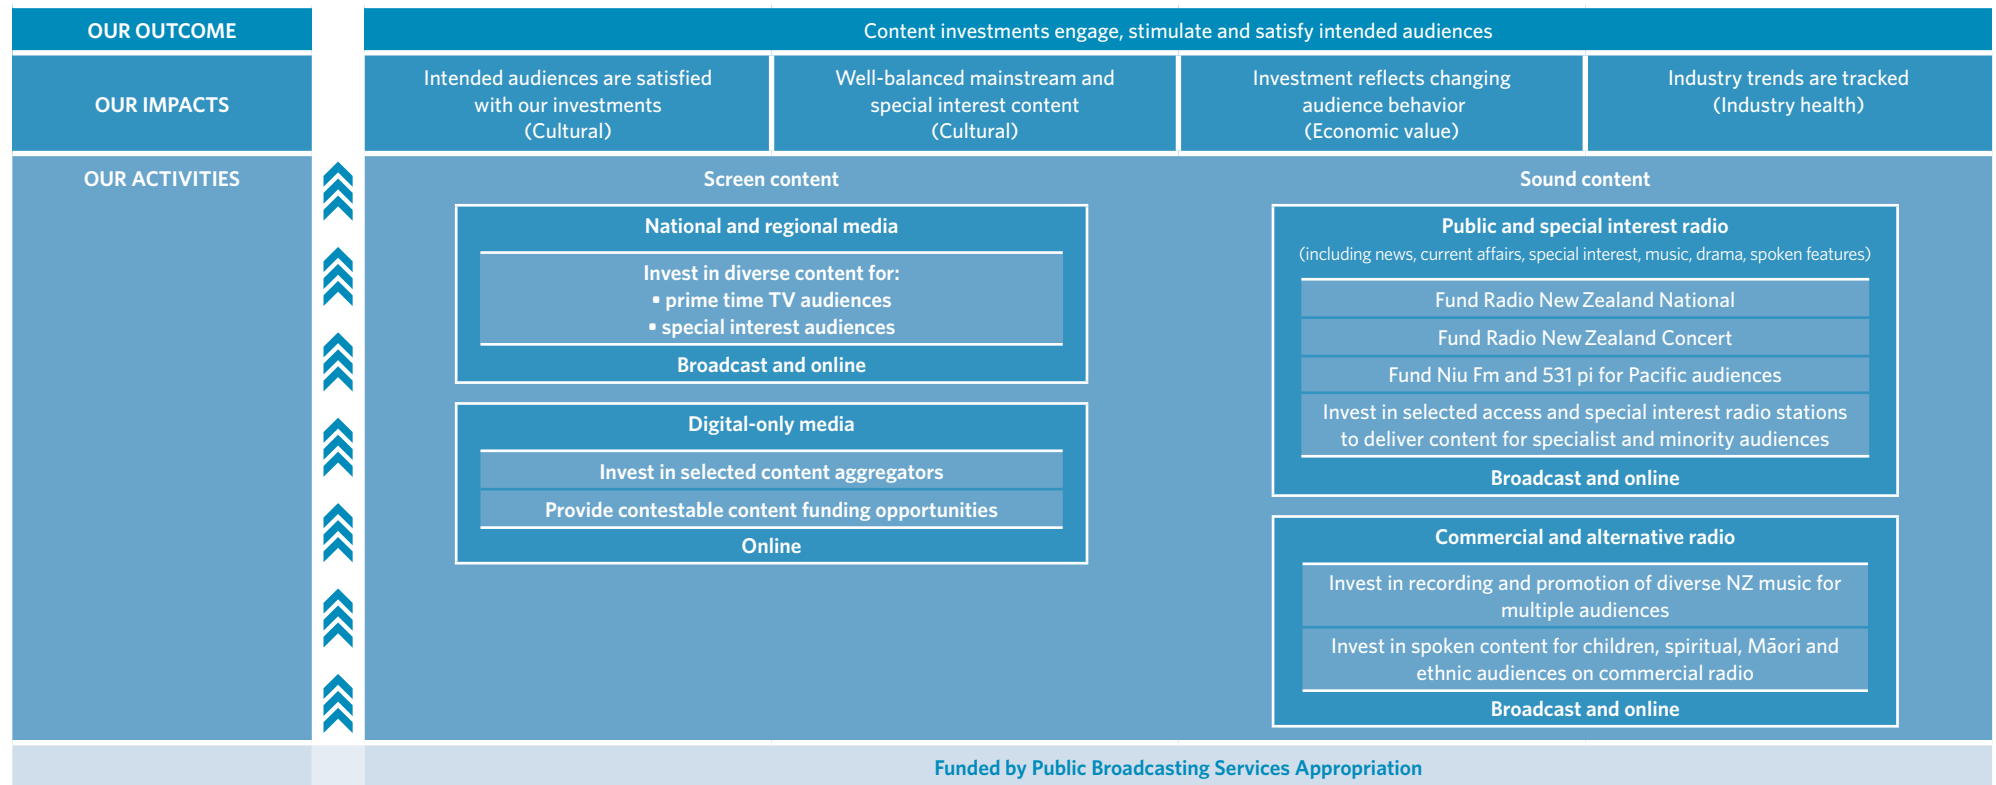 OUR OUTCOME
Content investments engage, stimulate and satisfy intended audiences
OUR IMPACTS
Intended audiences are satisfied
with our investments
(Cultural)
Well-balanced mainstream and
special interest content
(Cultural)
Investment reflects changing
audience behavior
(Economic value)
Industry trends are tracked
(Industry health)
OUR ACTIVITIES
Screen content
National and regional media
Invest in diverse content for:
• prime time TV audiences
• special interest audiences
Broadcast and online
Digital-only media
Invest in selected content aggregators
Provide contestable content funding opportunities
Online
Sound content
Public and special interest radio
(including news, current affairs, special interest, music, drama, spoken features)
Fund Radio New Zealand National
Fund Radio New Zealand Concert
Fund Niu Fm and 531 pi for Pacific audiences
Invest in selected access and special interest radio stations
to deliver content for specialist and minority audiences
Broadcast and online
Commercial and alternative radio
Invest in recording and promotion of diverse NZ music for
multiple audiences
Invest in spoken content for children, spiritual, Māori and
ethnic audiences on commercial radio
Broadcast and online
Funded by Public Broadcasting Services Appropriation